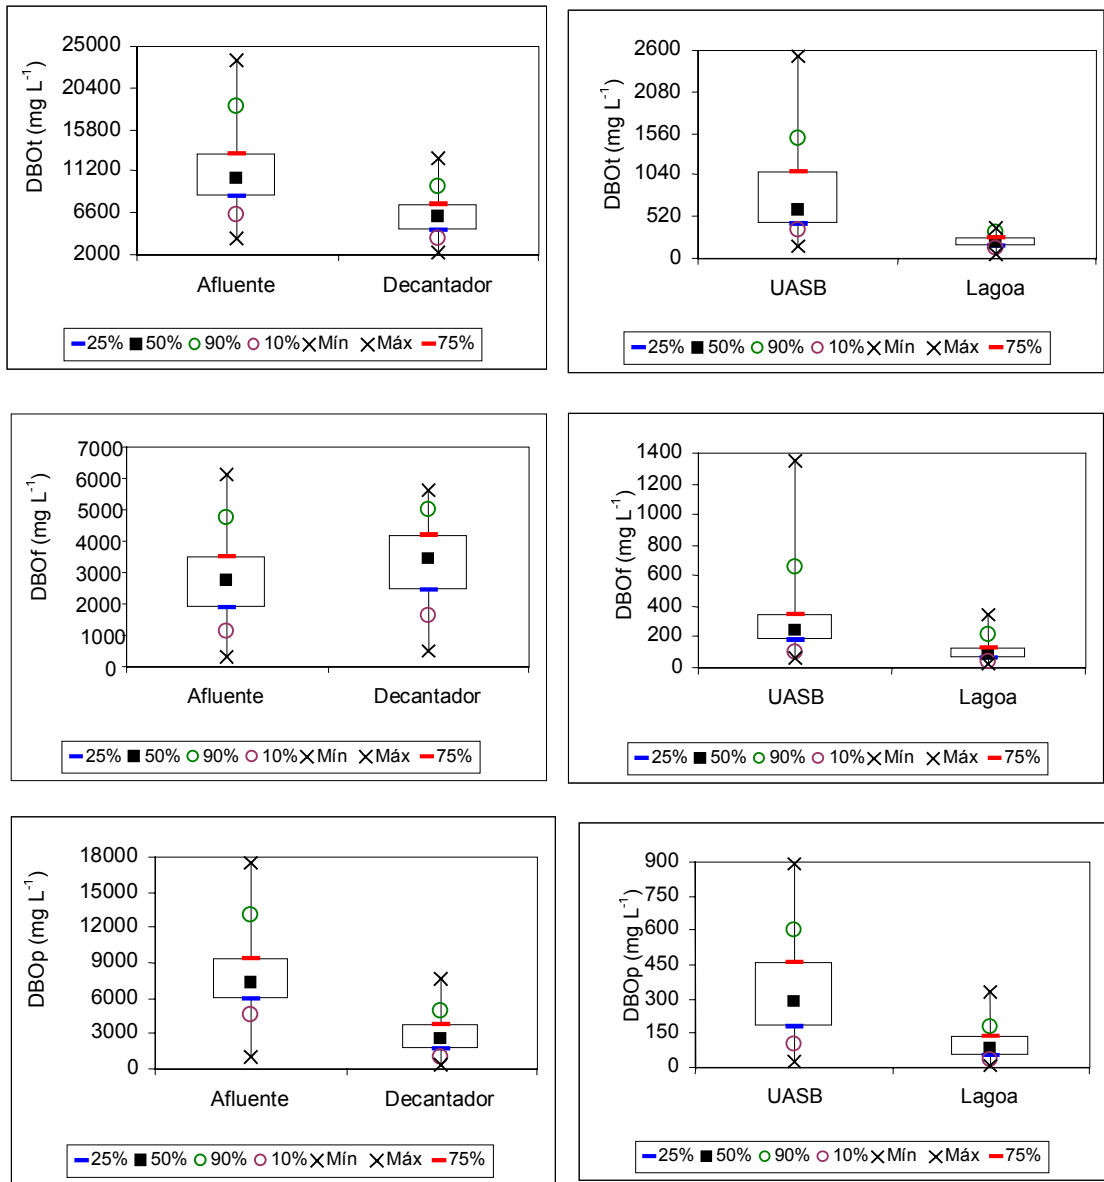 DBOt (mg L⁻¹)
25000
20400
15800
11200
6600
2000
Afluente Decantador
25% 50% 90% 10% Mín Máx 75%
DBOt (mg L⁻¹)
2600
2080
1560
1040
520
0
UASB Lagoa
25% 50% 90% 10% Mín Máx 75%
DBOf (mg L⁻¹)
7000
6000
5000
4000
3000
2000
1000
0
Afluente Decantador
25% 50% 90% 10% Mín Máx 75%
DBOf (mg L⁻¹)
1400
1200
1000
800
600
400
200
0
UASB Lagoa
25% 50% 90% 10% Mín Máx 75%
DBOp (mg L⁻¹)
18000
15000
12000
9000
6000
3000
0
Afluente Decantador
25% 50% 90% 10% Mín Máx 75%
DBOp (mg L⁻¹)
900
750
600
450
300
150
0
UASB Lagoa
25% 50% 90% 10% Mín Máx 75%